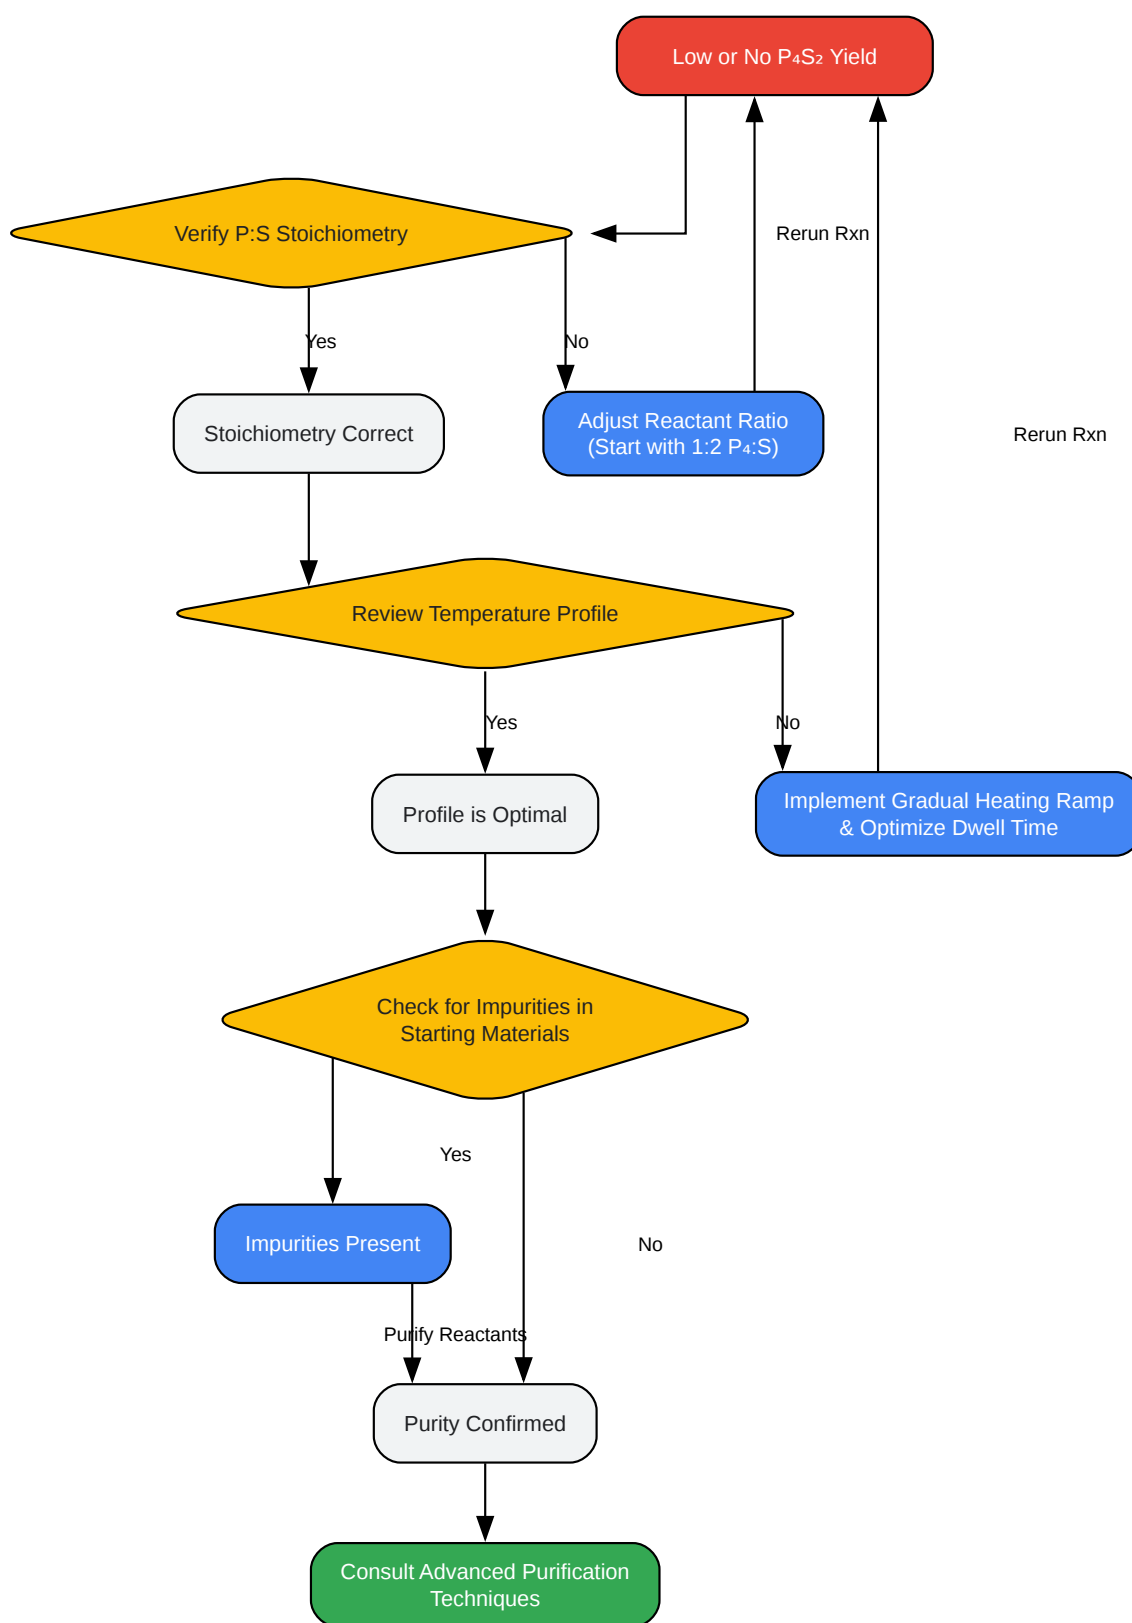 Low or No P₄S₂ Yield
Verify P:S Stoichiometry
Rerun Rxn
Yes
No
Stoichiometry Correct
Adjust Reactant Ratio
(Start with 1:2 P₄:S)
Rerun Rxn
Review Temperature Profile
Yes
No
Profile is Optimal
Implement Gradual Heating Ramp
& Optimize Dwell Time
Check for Impurities in
Starting Materials
Yes
Impurities Present
No
Purify Reactants
Purity Confirmed
Consult Advanced Purification
Techniques